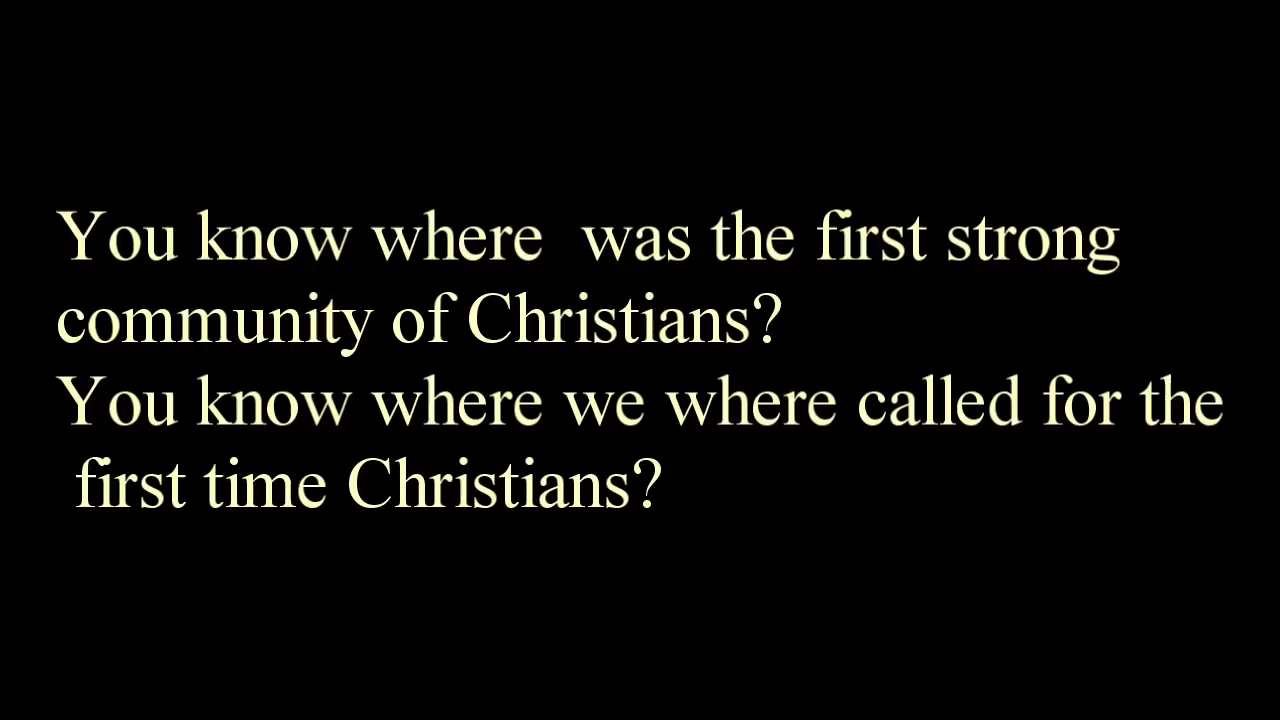 You know where  was the first strong
community of Christians?
You know where we where called for the
first time Christians?